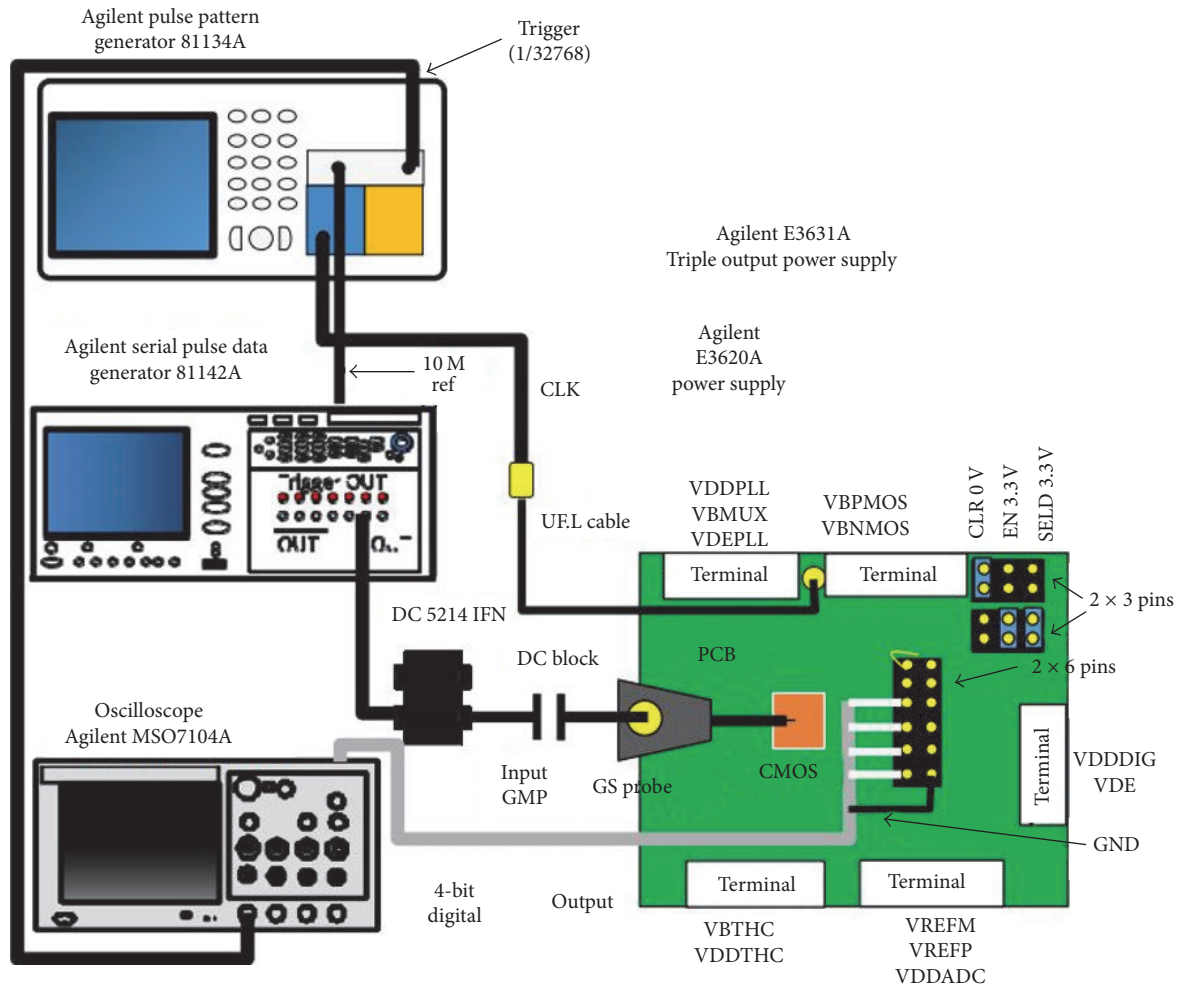 Agilent pulse pattern
generator 81134A
Trigger
(1/32768)
Agilent E3631A
Triple output power supply
Agilent serial pulse data
generator 81142A
10 M
ref
Agilent
E3620A
power supply
CLK
Trigger OUT
OUT
OUT
UF.L cable
VDDPLL
VBMUX
VDEPLL
VBPMOS
VBNMOS
CLR 0 V
EN 3.3 V
SELD 3.3 V
Terminal
Terminal
2 × 3 pins
DC 5214 IFN
DC block
PCB
2 × 6 pins
Oscilloscope
Agilent MSO7104A
Input
GMP
GS probe
CMOS
Terminal
VDDDIG
VDE
GND
4-bit
digital
Output
Terminal
Terminal
VBTHC
VDDTHC
VREFM
VREFP
VDDADC